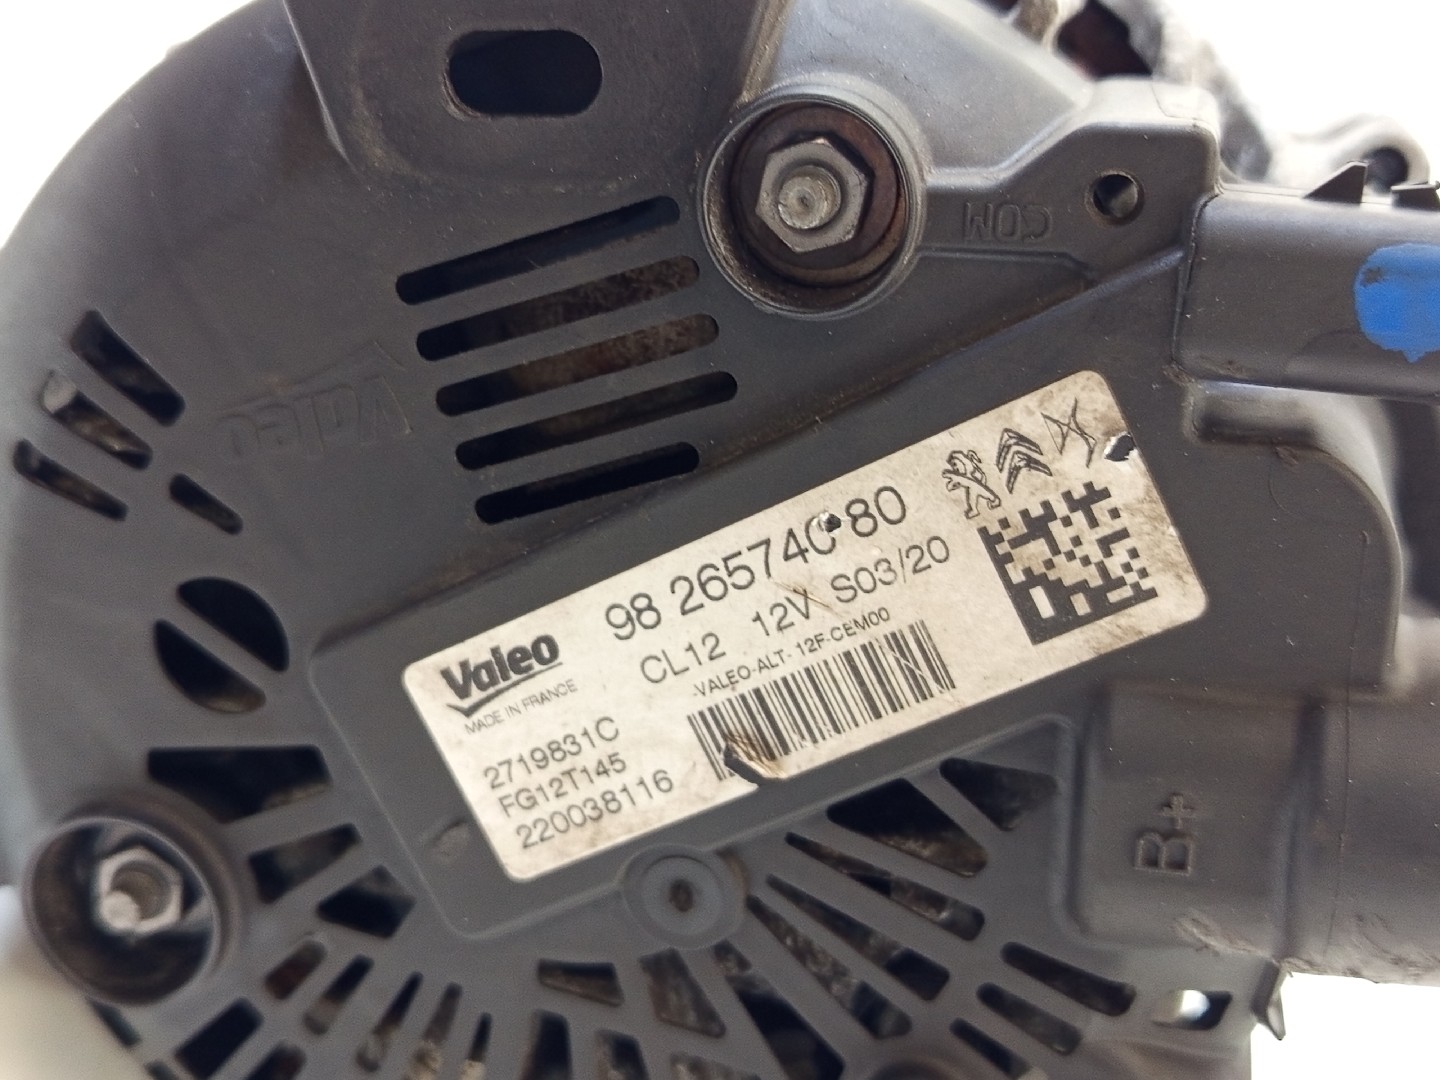 COM
Valeo
98 26574C 80
CL12 12V S03/20
-VALEO-ALT-12F-CEM00
Valeo
MADE IN FRANCE
2719831C
FG12T145
220038116
B+